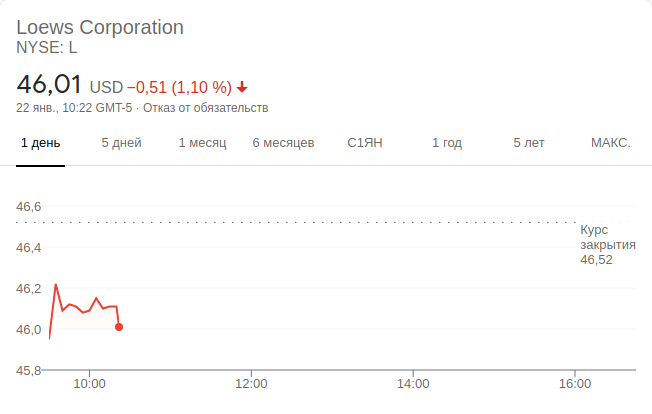 Loews Corporation
NYSE: L
46,01 USD −0,51 (1,10 %)
22 янв., 10:22 GMT-5 · Отказ от обязательств
1 день 5 дней 1 месяц 6 месяцев С1ЯН 1 год 5 лет МАКС.
46,6
Курс
закрытия
46,52
46,4
46,2
46,0
45,8
10:00 12:00 14:00 16:00